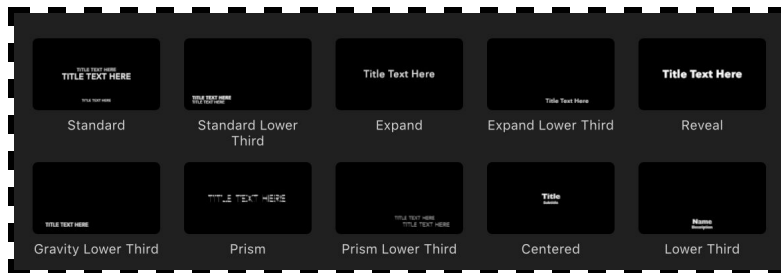 TITLE TEXT HERE
TITLE TEXT HERE
TITLE TEXT HERE
Standard
TITLE TEXT HERE
TITLE TEXT HERE
Standard Lower
Third
Title Text Here
Expand
Title Text Here
Expand Lower Third
Title Text Here
Reveal
TITLE TEXT HERE
Gravity Lower Third
TITLE TEXT HERE
Prism
TITLE TEXT HERE
TITLE TEXT HERE
Prism Lower Third
Title
Subtitle
Centered
Name
Description
Lower Third